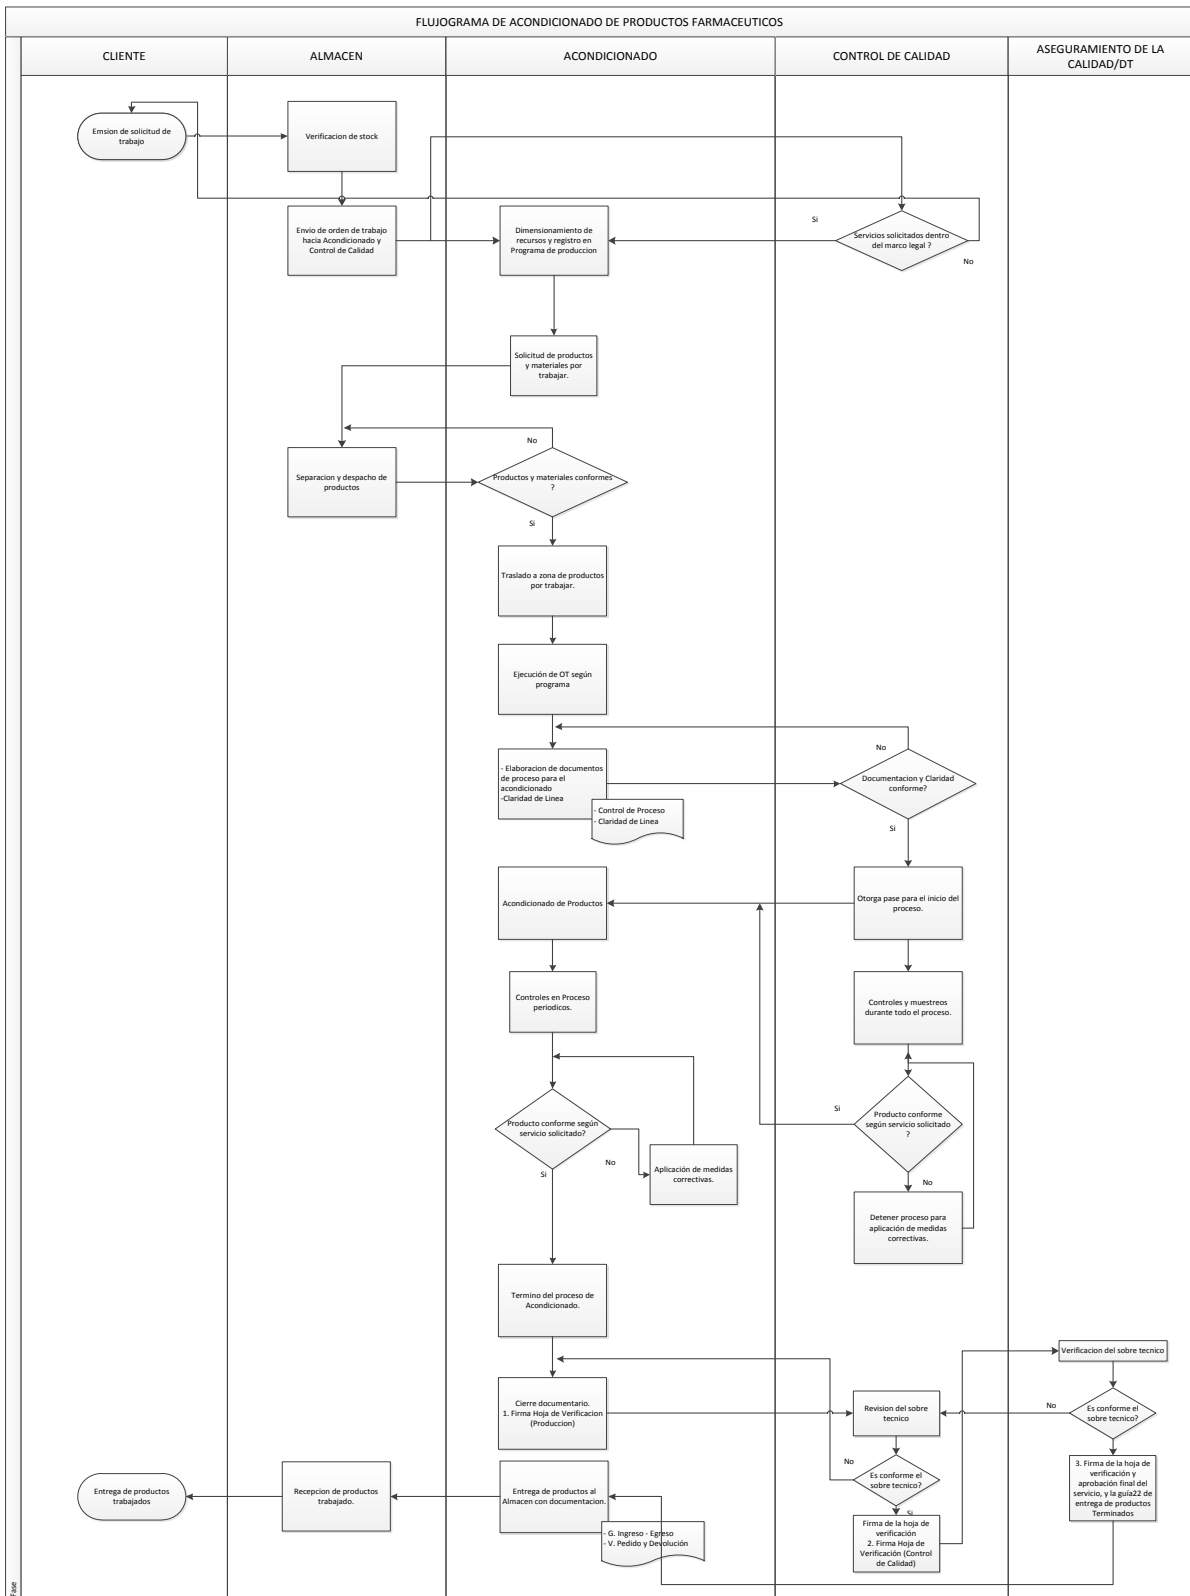 FLUJOGRAMA DE ACONDICIONADO DE PRODUCTOS FARMACEUTICOS
CLIENTE
ALMACEN
ACONDICIONADO
CONTROL DE CALIDAD
ASEGURAMIENTO DE LA
CALIDAD/DT
Emsion de solicitud de
trabajo
Verificacion de stock
Envio de orden de trabajo
hacia Acondicionado y
Control de Calidad
Dimensionamiento de
recursos y registro en
Programa de produccion
Si
Servicios solicitados dentro
del marco legal ?
No
Solicitud de productos
y materiales por
trabajar.
No
Separacion y despacho de
productos
Productos y materiales conformes
?
Si
Traslado a zona de productos
por trabajar.
Ejecución de OT según
programa
No
- Elaboracion de documentos
de proceso para el
acondicionado
-Claridad de Linea
- Control de Proceso
- Claridad de Linea
Documentacion y Claridad
conforme?
Si
Acondicionado de Productos
Otorga pase para el inicio del
proceso.
Controles en Proceso
periodicos.
Controles y muestreos
durante todo el proceso.
Producto conforme según
servicio solicitado?
No
Si
Aplicación de medidas
correctivas.
Si
Producto conforme
según servicio solicitado
?
No
Detener proceso para
aplicación de medidas
correctivas.
Termino del proceso de
Acondicionado.
Verificacion del sobre tecnico
Cierre documentario.
1. Firma Hoja de Verificacion
(Produccion)
Revision del sobre
tecnico
No
Es conforme el
sobre tecnico?
No
Es conforme el
sobre tecnico?
Si
3. Firma de la hoja de
verificación y
aprobación final del
servicio, y la guía22 de
entrega de productos
Terminados
Entrega de productos
trabajados
Recepcion de productos
trabajado.
Entrega de productos al
Almacen con documentacion.
- G. Ingreso - Egreso
- V. Pedido y Devolución
Firma de la hoja de
verificación
2. Firma Hoja de
Verificación (Control
de Calidad)
Fase